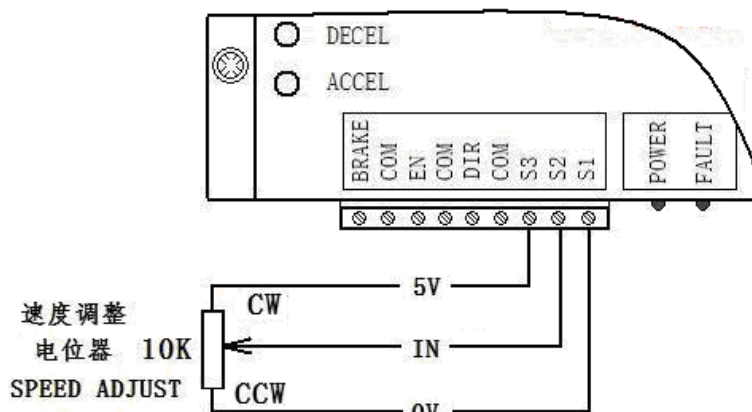 DECEL
ACCEL
BRAKE
COM
EN
COM
DIR
COM
S3
S2
S1
POWER
FAULT
5V
CW
速度调整
电位器 10K
IN
SPEED ADJUST
CCW
0V